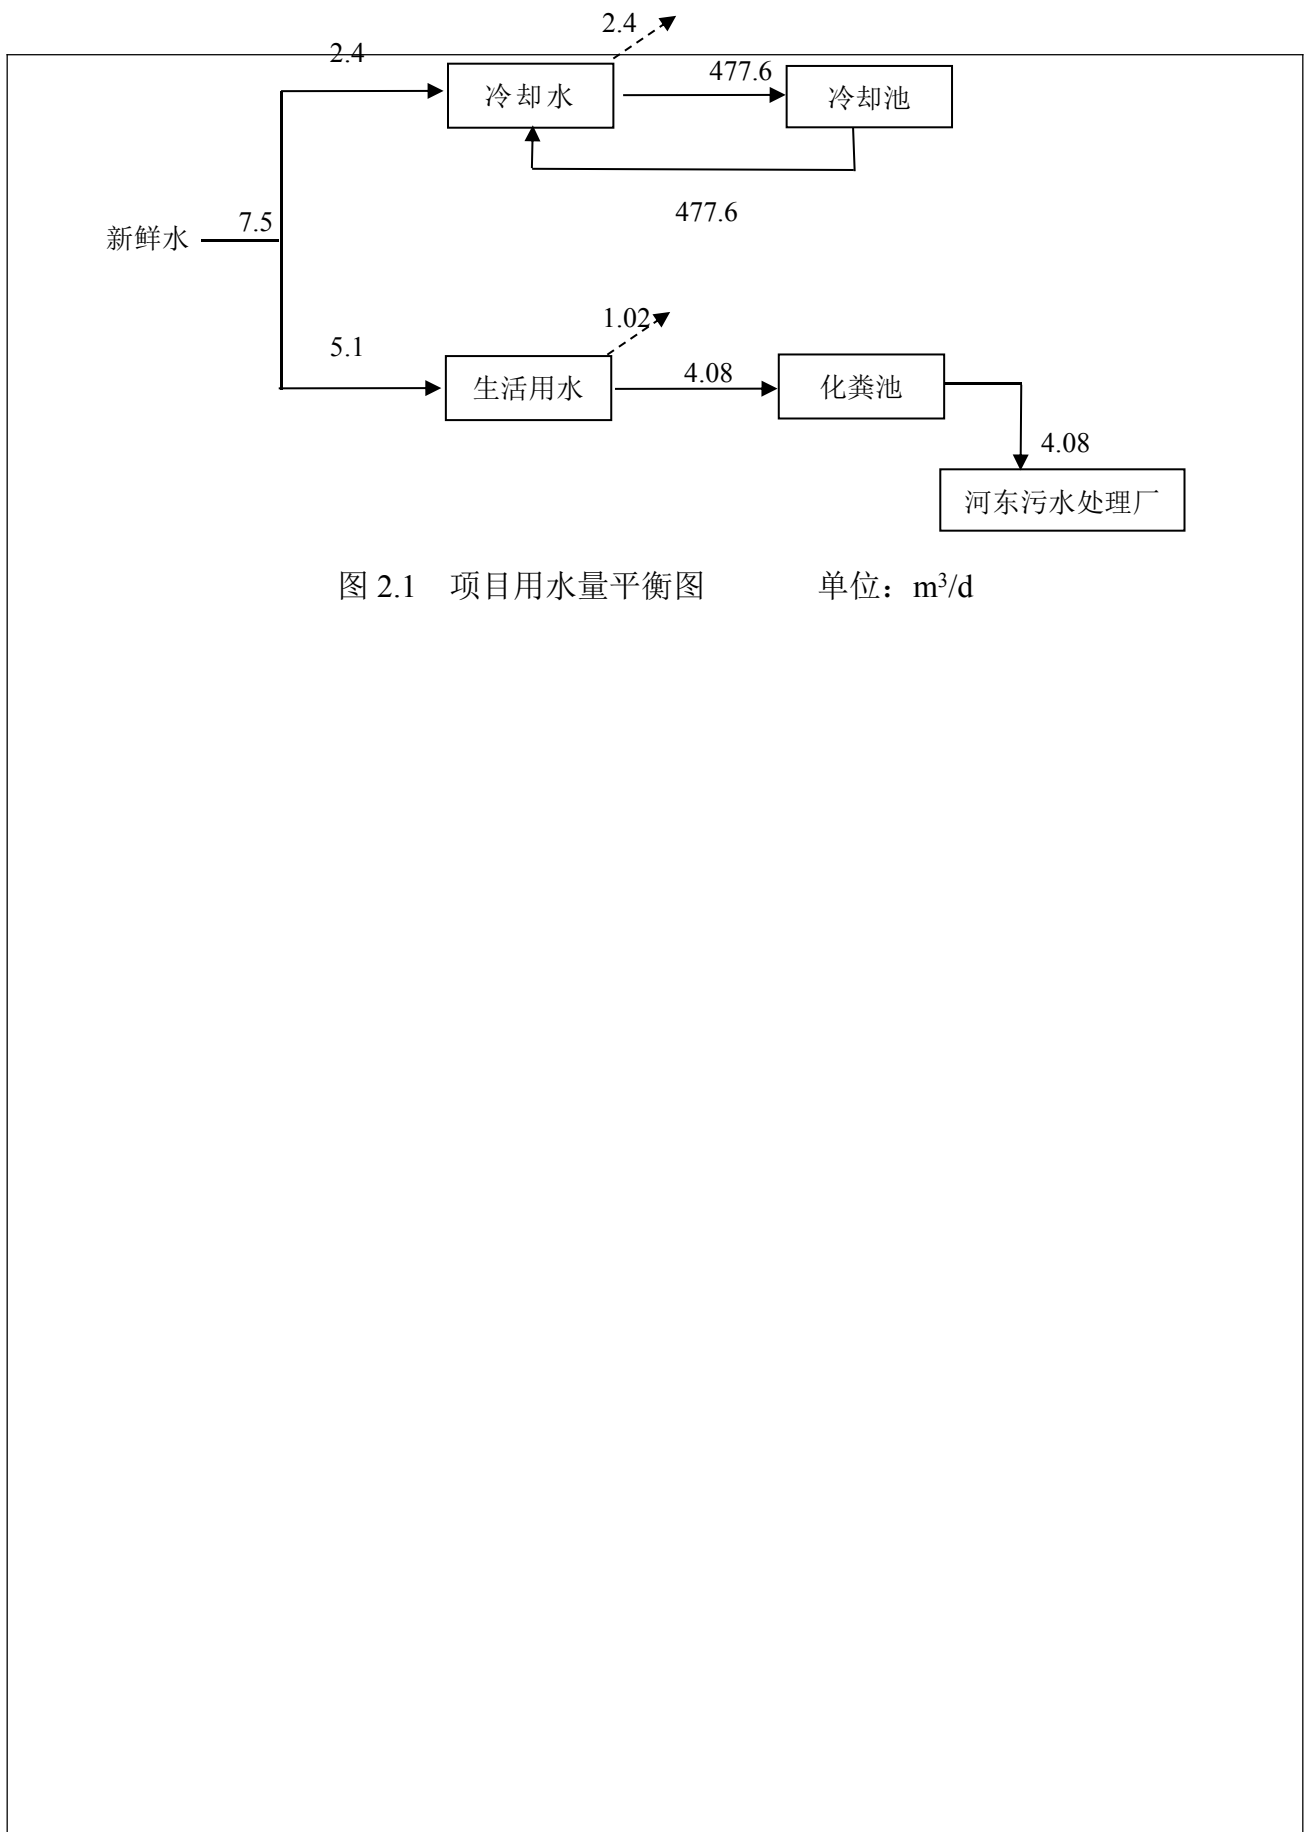 2.4
2.4
477.6
冷却水
冷却池
477.6
7.5
新鲜水
1.02
5.1
4.08
生活用水
化粪池
4.08
河东污水处理厂
图 2.1 项目用水量平衡图 单位：m³/d